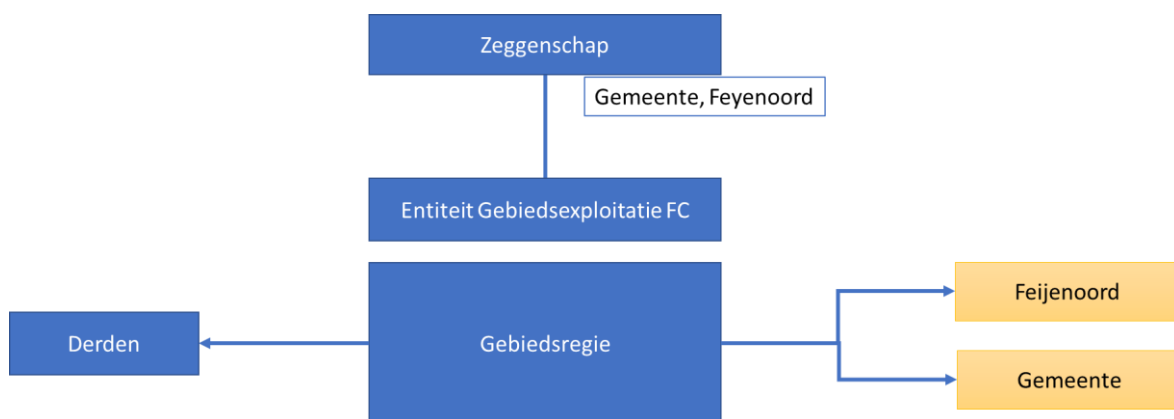 Zeggenschap
Gemeente, Feyenoord
Entiteit Gebiedsexploitatie FC
Feijenoord
Derden
Gebiedsregie
Gemeente